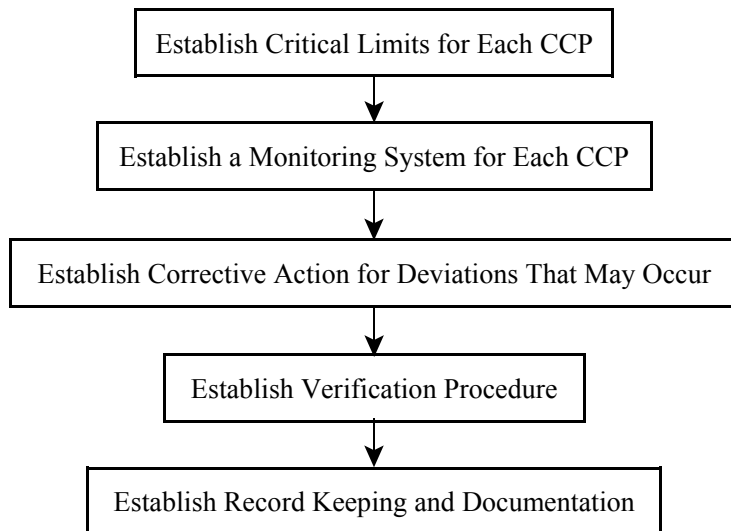 Establish Critical Limits for Each CCP
Establish a Monitoring System for Each CCP
Establish Corrective Action for Deviations That May Occur
Establish Verification Procedure
Establish Record Keeping and Documentation